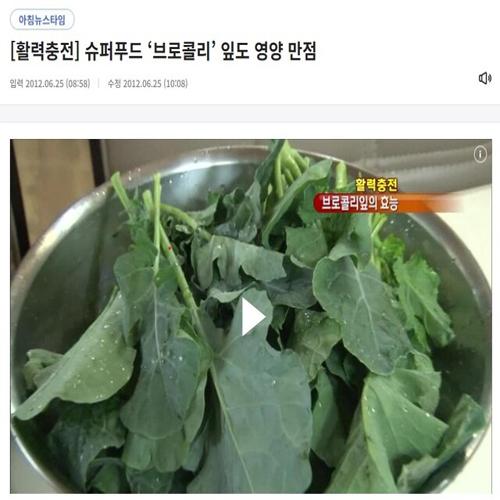 아침뉴스타임
[활력충전] 슈퍼푸드 ‘브로콜리’ 잎도 영양 만점
입력 2012.06.25 (08:58) | 수정 2012.06.25 (10:08)
활력충전
브로콜리잎의 효능